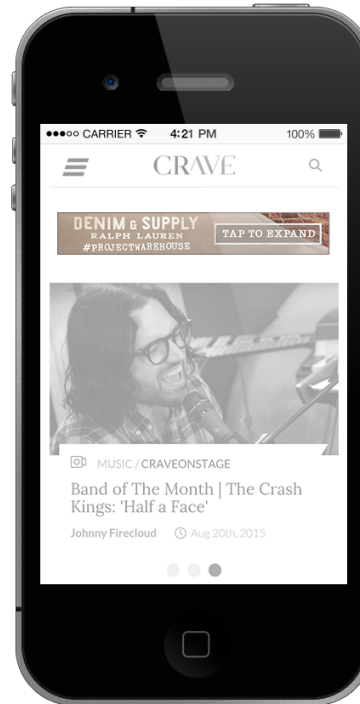 CARRIER 4:21 PM 100%
CRAVE
DENIM & SUPPLY
RALPH LAUREN
#PROJECTWAREHOUSE
TAP TO EXPAND
MUSIC / CRAVEONSTAGE
Band of The Month | The Crash
Kings: 'Half a Face'
Johnny Firecloud Aug 20th, 2015